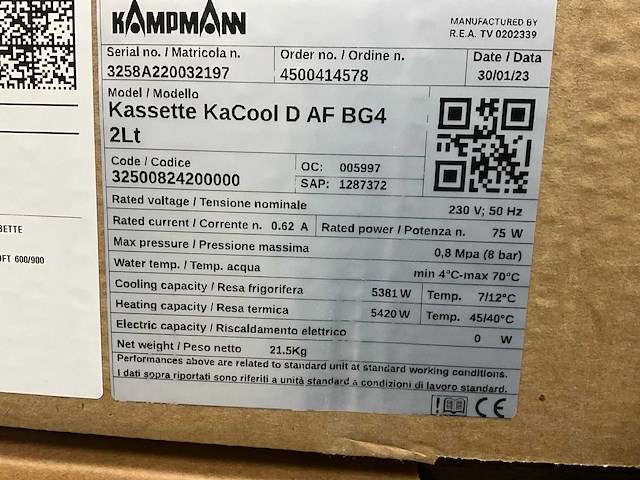 KAMPMANN
MANUFACTURED BY
R.E.A. TV 0202339
Serial no. / Matricola n.
3258A220032197
Order no. / Ordine n.
4500414578
Date / Data
30/01/23
Model / Modello
Kassette KaCool D AF BG4
2Lt
Code / Codice
32500824200000
OC: 005997
SAP: 1287372
Rated voltage / Tensione nominale 230 V; 50 Hz
Rated current / Corrente n. 0.62 A Rated power / Potenza n. 75 W
Max pressure / Pressione massima 0,8 Mpa (8 bar)
Water temp. / Temp. acqua min 4°C-max 70°C
Cooling capacity / Resa frigorifera 5381 W Temp. 7/12°C
Heating capacity / Resa termica 5420 W Temp. 45/40°C
Electric capacity / Riscaldamento elettrico 0 W
Net weight / Peso netto 21.5Kg
Performances above are related to standard unit at standard working conditions.
I dati sopra riportati sono riferiti a unità standard a condizioni di lavoro standard.
CE
BETTE
OFT 600/900